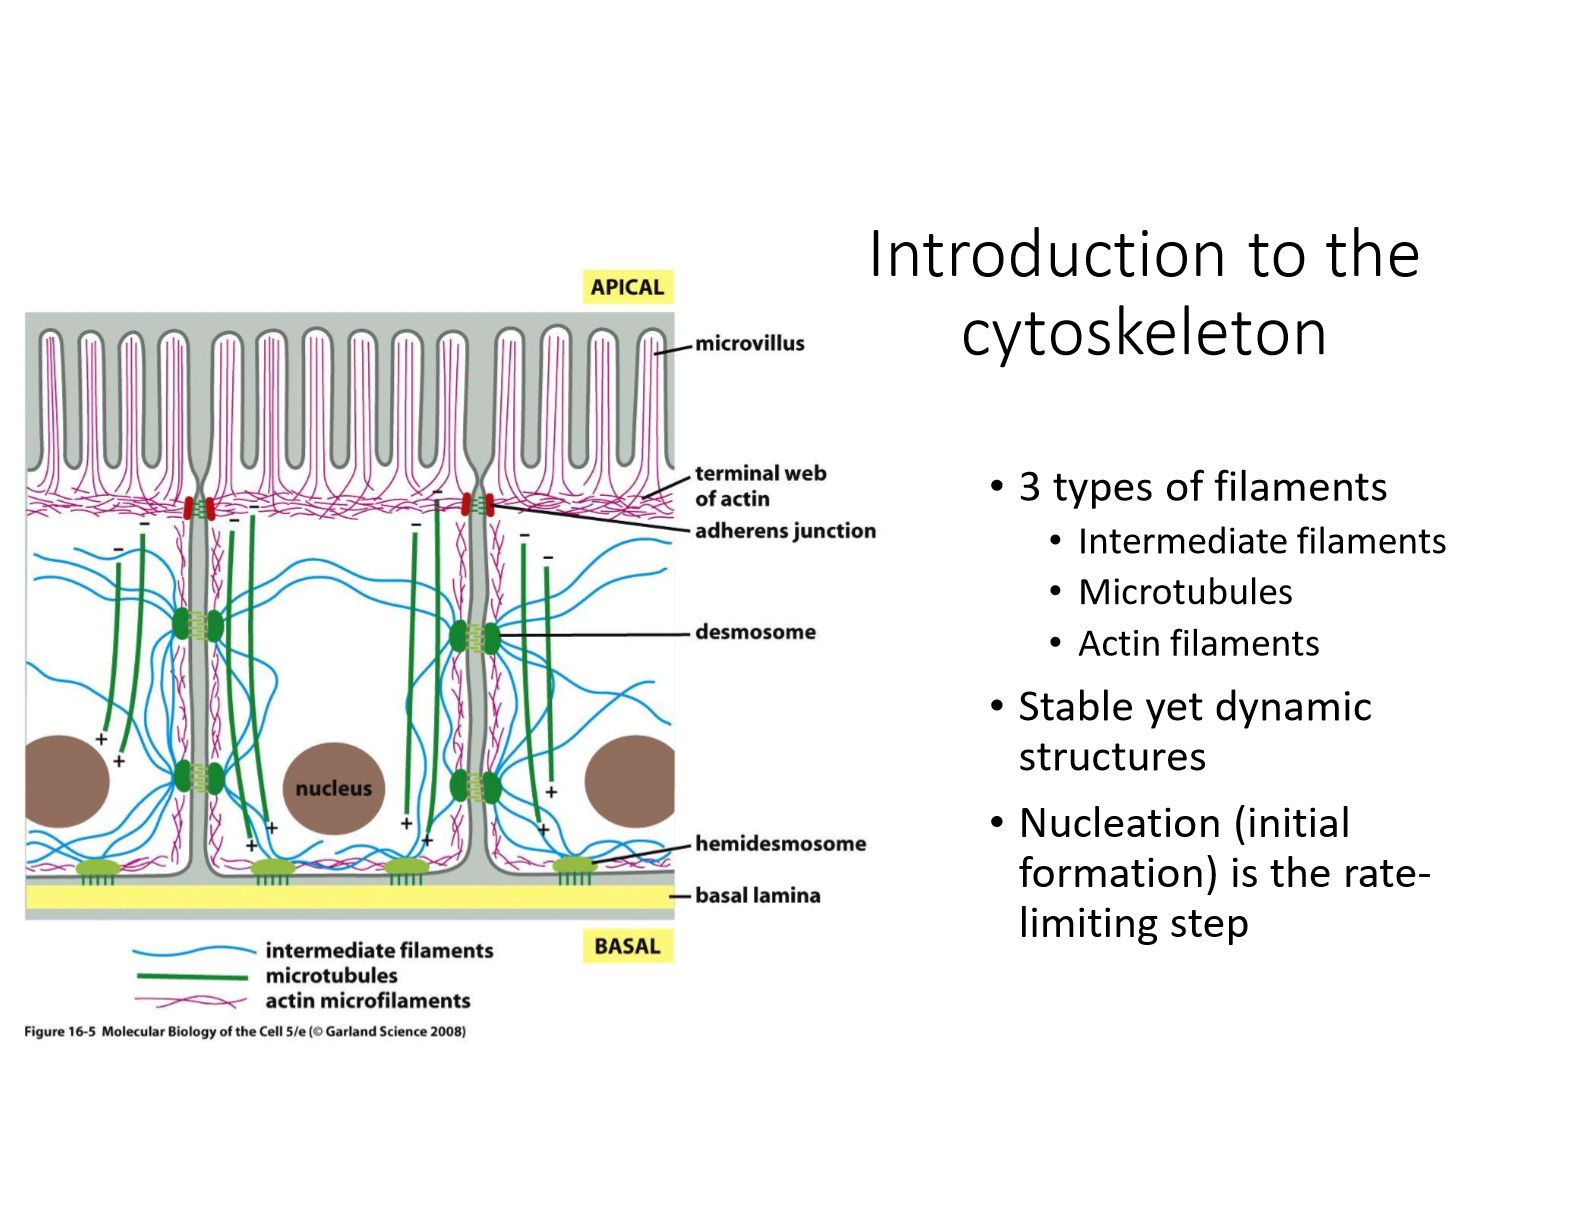 Introduction to the
cytoskeleton
APICAL
microvillus
terminal web
of actin
adherens junction
desmosome
nucleus
hemidesmosome
basal lamina
BASAL
− − − − − − − −
+ + + + + + + +
intermediate filaments
microtubules
actin microfilaments
Figure 16-5 Molecular Biology of the Cell 5/e (© Garland Science 2008)
• 3 types of filaments
• Intermediate filaments
• Microtubules
• Actin filaments
• Stable yet dynamic
structures
• Nucleation (initial
formation) is the rate-
limiting step